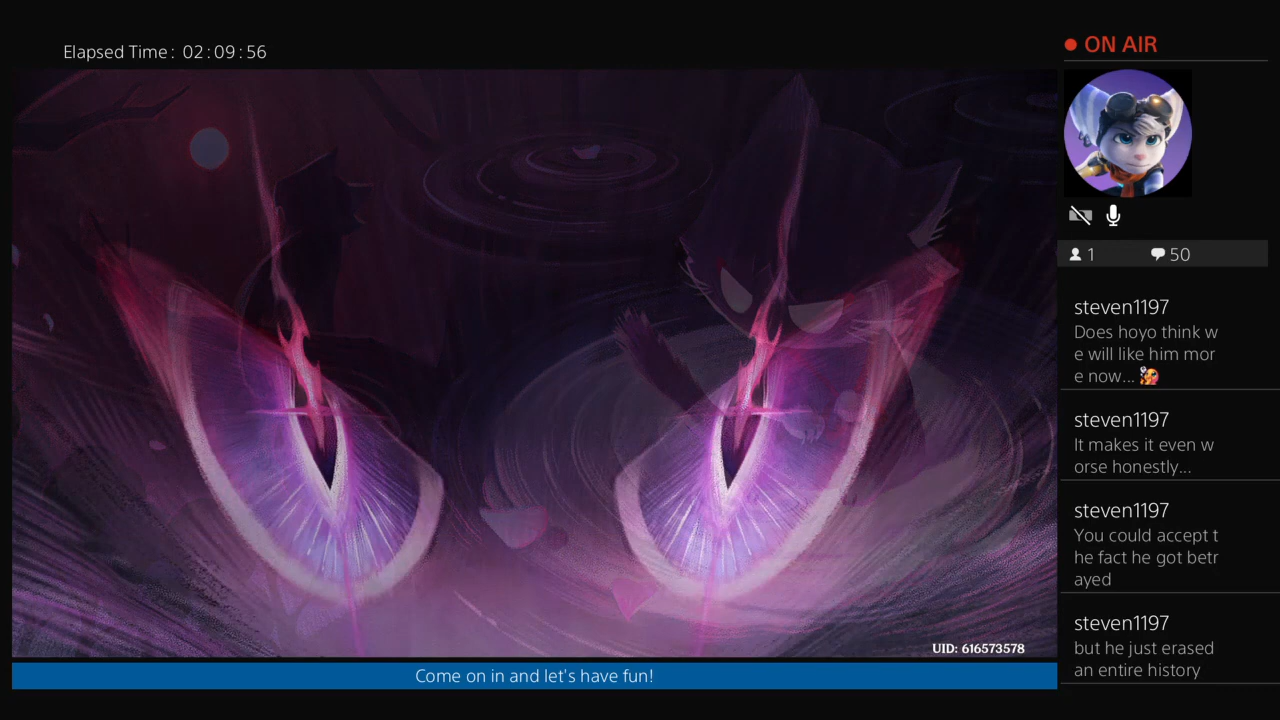 Elapsed Time: 02:09:56
ON AIR
1 50
steven1197
Does hoyo think w
e will like him mor
e now...
steven1197
It makes it even w
orse honestly...
steven1197
You could accept t
he fact he got betr
ayed
steven1197
but he just erased
an entire history
UID: 616573578
Come on in and let's have fun!